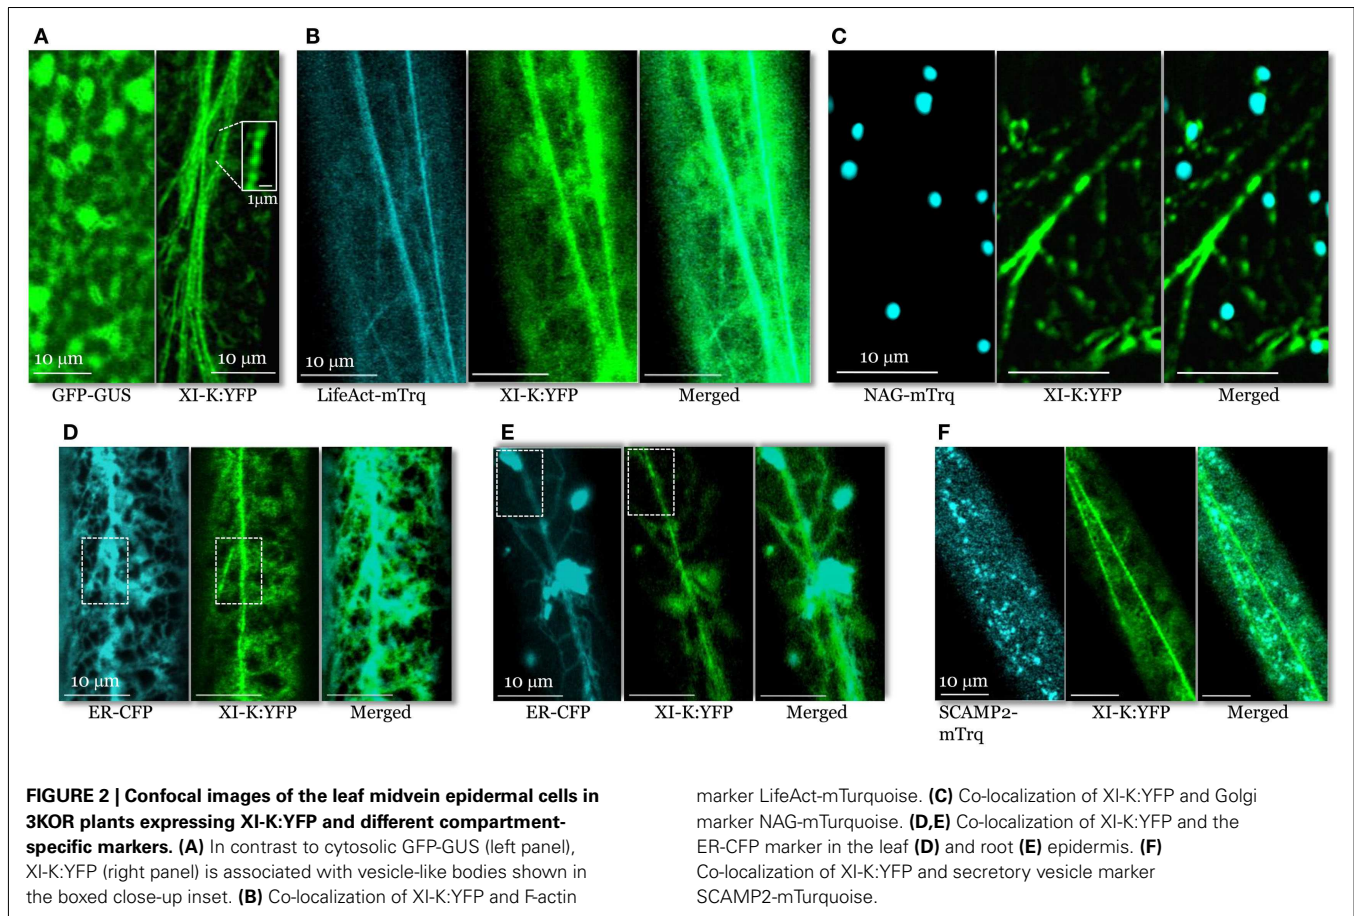 A
B
C
1μm
10 μm
10 μm
10 μm
10 μm
GFP-GUS
XI-K:YFP
LifeAct-mTrq
XI-K:YFP
Merged
NAG-mTrq
XI-K:YFP
Merged
D
E
F
10 μm
10 μm
10 μm
ER-CFP
XI-K:YFP
Merged
ER-CFP
XI-K:YFP
Merged
SCAMP2-
mTrq
XI-K:YFP
Merged
FIGURE 2 | Confocal images of the leaf midvein epidermal cells in
3KOR plants expressing XI-K:YFP and different compartment-
specific markers. (A) In contrast to cytosolic GFP-GUS (left panel),
XI-K:YFP (right panel) is associated with vesicle-like bodies shown in
the boxed close-up inset. (B) Co-localization of XI-K:YFP and F-actin
marker LifeAct-mTurquoise. (C) Co-localization of XI-K:YFP and Golgi
marker NAG-mTurquoise. (D,E) Co-localization of XI-K:YFP and the
ER-CFP marker in the leaf (D) and root (E) epidermis. (F)
Co-localization of XI-K:YFP and secretory vesicle marker
SCAMP2-mTurquoise.